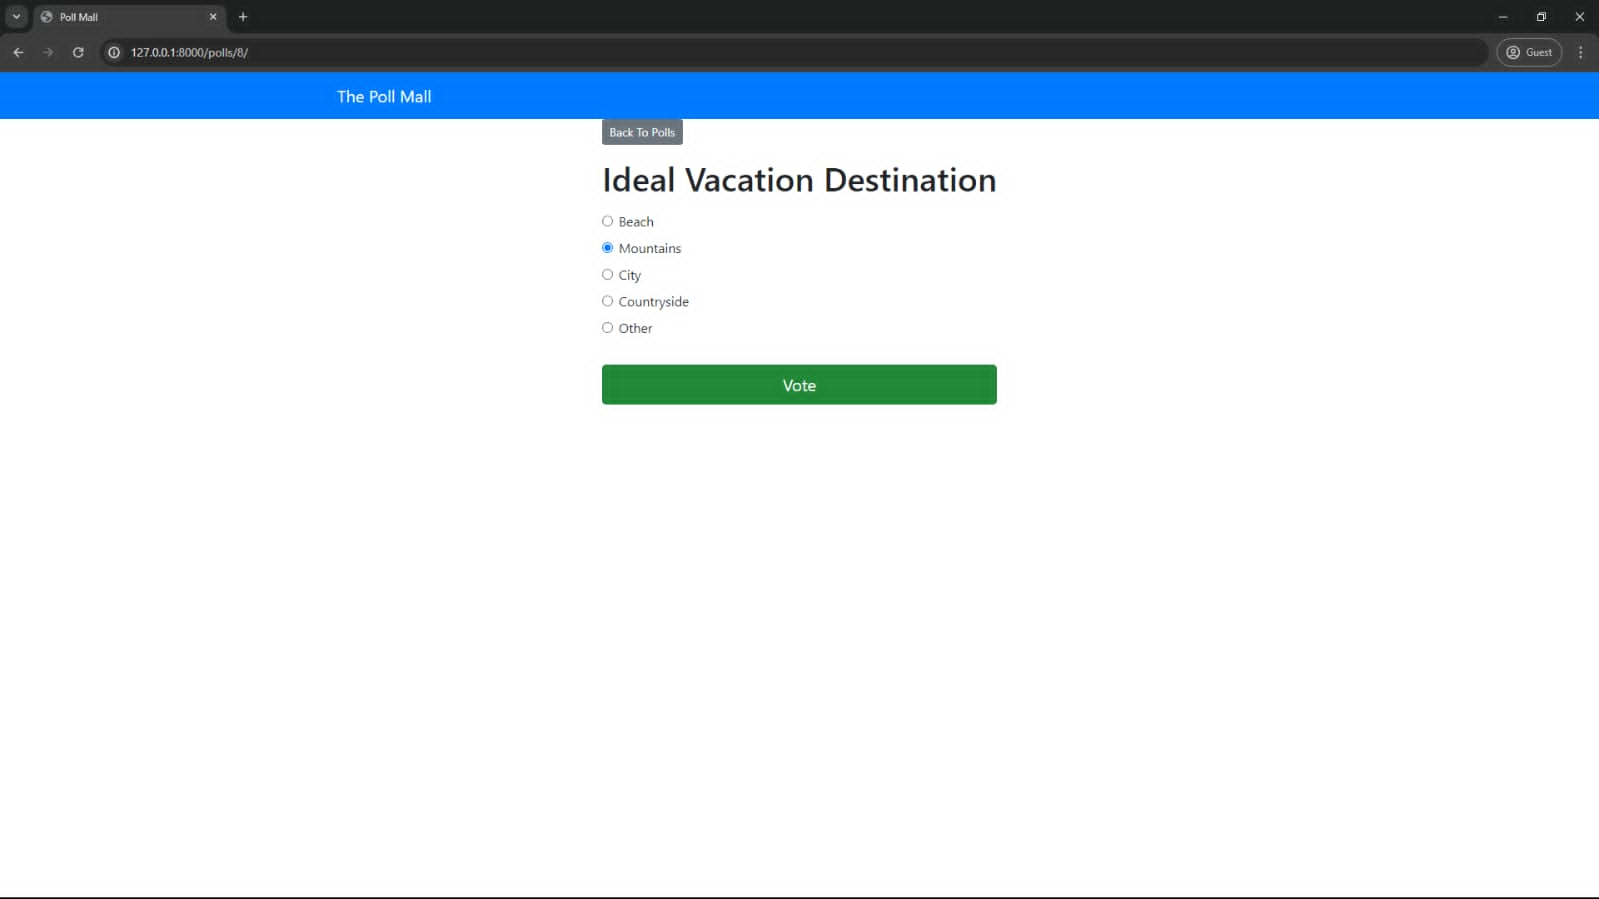 Poll Mall
127.0.0.1:8000/polls/8/
Guest
The Poll Mall
Back To Polls
Ideal Vacation Destination
Beach
Mountains
City
Countryside
Other
Vote